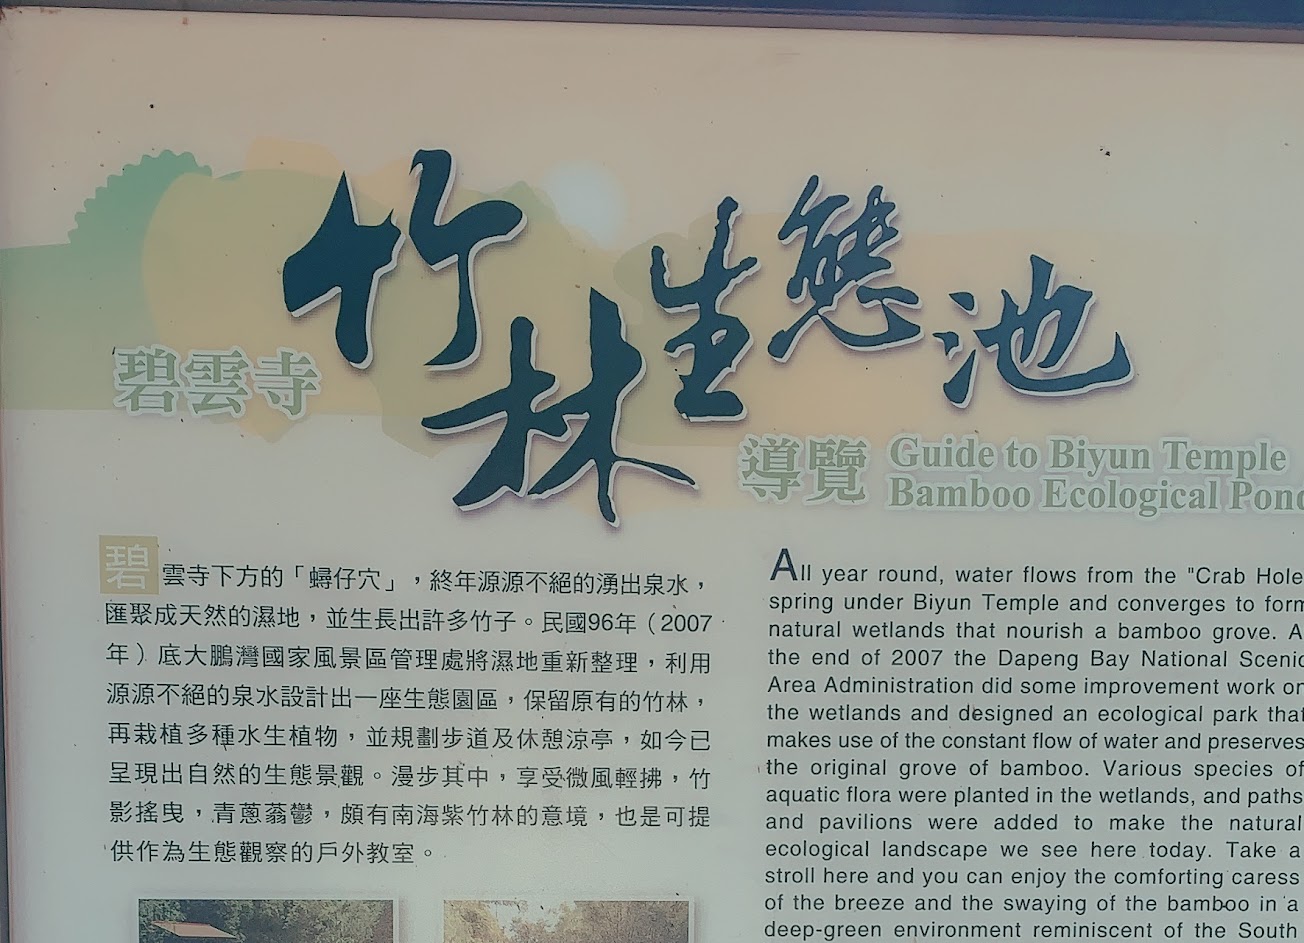 竹林生態池
碧雲寺
導覽
Guide to Biyun Temple
Bamboo Ecological Pond
碧雲寺下方的「蟳仔穴」，終年源源不絕的湧出泉水，
匯聚成天然的濕地，並生長出許多竹子。民國96年（2007
年）底大鵬灣國家風景區管理處將濕地重新整理，利用
源源不絕的泉水設計出一座生態園區，保留原有的竹林，
再栽植多種水生植物，並規劃步道及休憩涼亭，如今已
呈現出自然的生態景觀。漫步其中，享受微風輕拂，竹
影搖曳，青蔥蓊鬱，頗有南海紫竹林的意境，也是可提
供作為生態觀察的戶外教室。
All year round, water flows from the "Crab Hole
spring under Biyun Temple and converges to form
natural wetlands that nourish a bamboo grove. A
the end of 2007 the Dapeng Bay National Scenic
Area Administration did some improvement work on
the wetlands and designed an ecological park that
makes use of the constant flow of water and preserves
the original grove of bamboo. Various species of
aquatic flora were planted in the wetlands, and paths
and pavilions were added to make the natural
ecological landscape we see here today. Take a
stroll here and you can enjoy the comforting caress
of the breeze and the swaying of the bamboo in a
deep-green environment reminiscent of the South